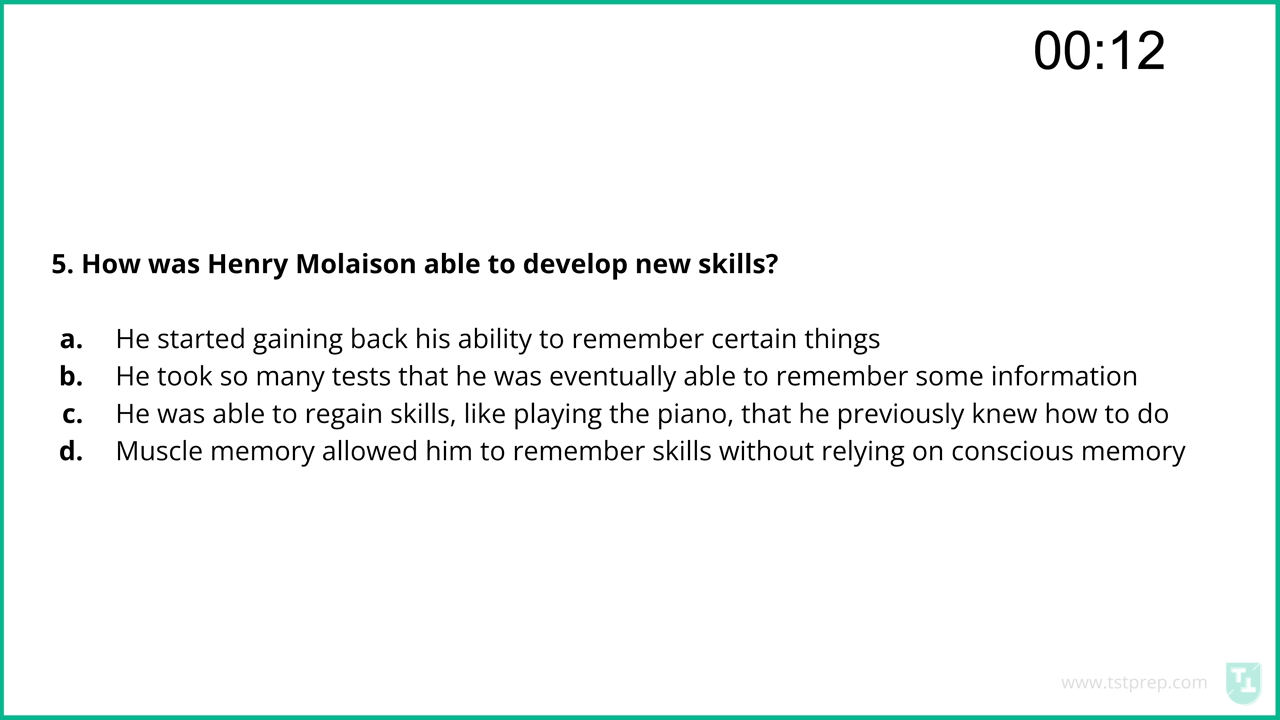 00:12
5. How was Henry Molaison able to develop new skills?
a. He started gaining back his ability to remember certain things
b. He took so many tests that he was eventually able to remember some information
c. He was able to regain skills, like playing the piano, that he previously knew how to do
d. Muscle memory allowed him to remember skills without relying on conscious memory
www.tstprep.com